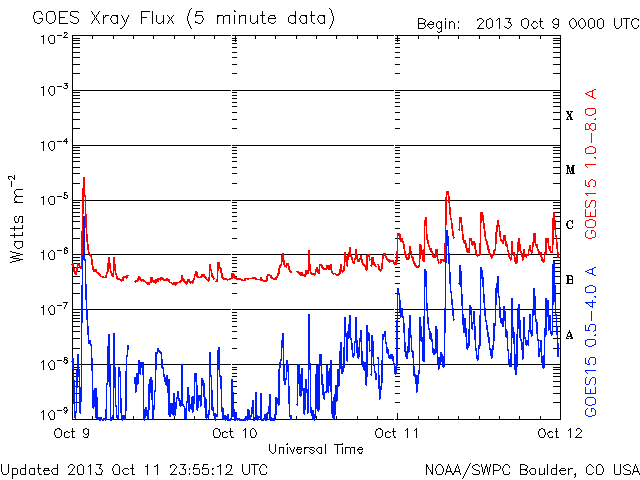 GOES Xray Flux (5 minute data)
Begin: 2013 Oct 9 0000 UTC
10-2
10-3
10-4
10-5
10-6
10-7
10-8
10-9
Watts m-2
X
M
C
B
A
GOES15 1.0-8.0 A
GOES15 0.5-4.0 A
Oct 9
Oct 10
Oct 11
Oct 12
Universal Time
Updated 2013 Oct 11 23:55:12 UTC
NOAA/SWPC Boulder, CO USA